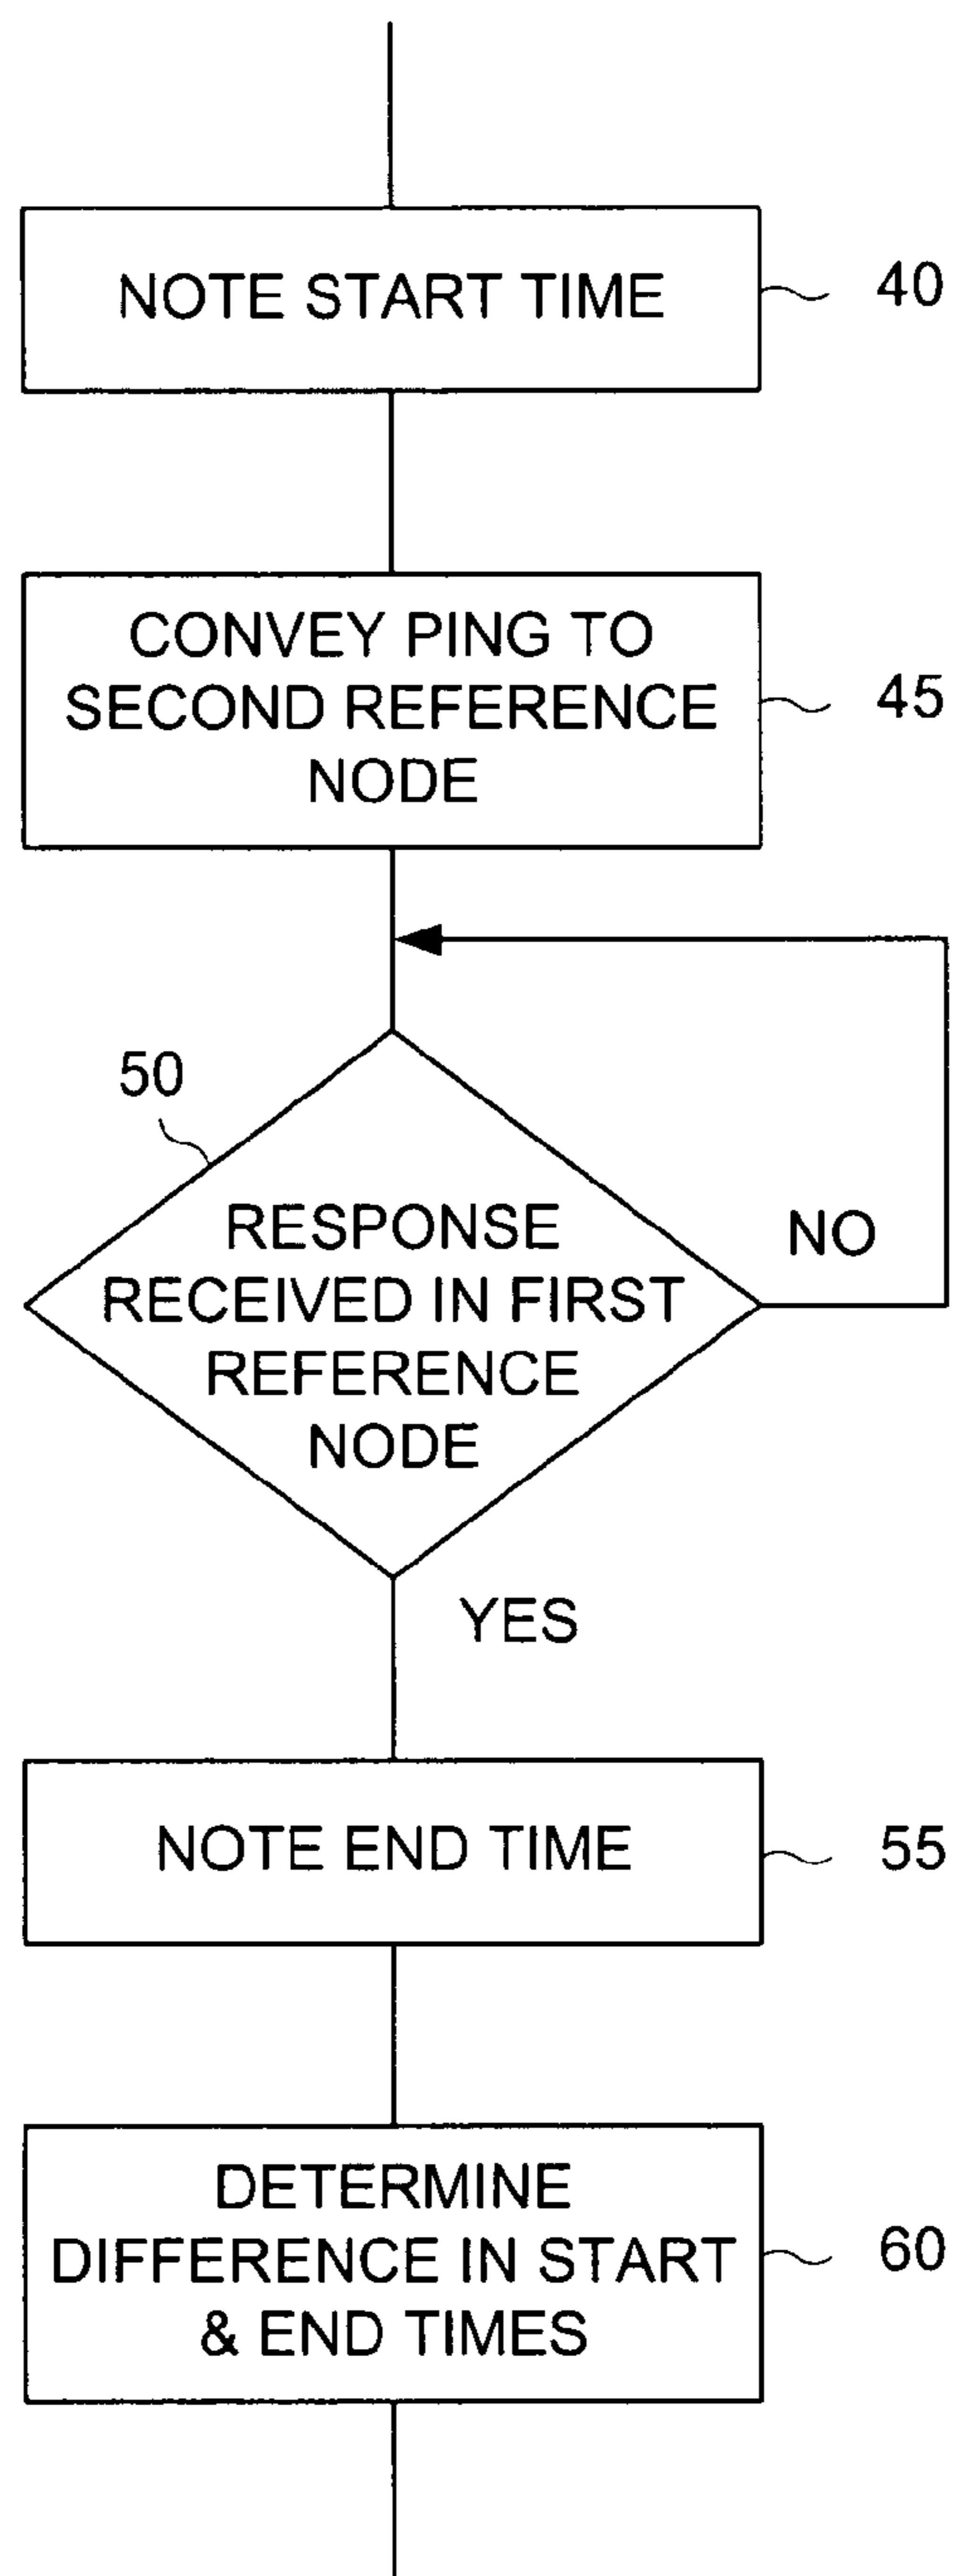 NOTE START TIME
40
CONVEY PING TO
SECOND REFERENCE
NODE
45
50
RESPONSE
RECEIVED IN FIRST
REFERENCE
NODE
NO
YES
NOTE END TIME
55
DETERMINE
DIFFERENCE IN START
& END TIMES
60